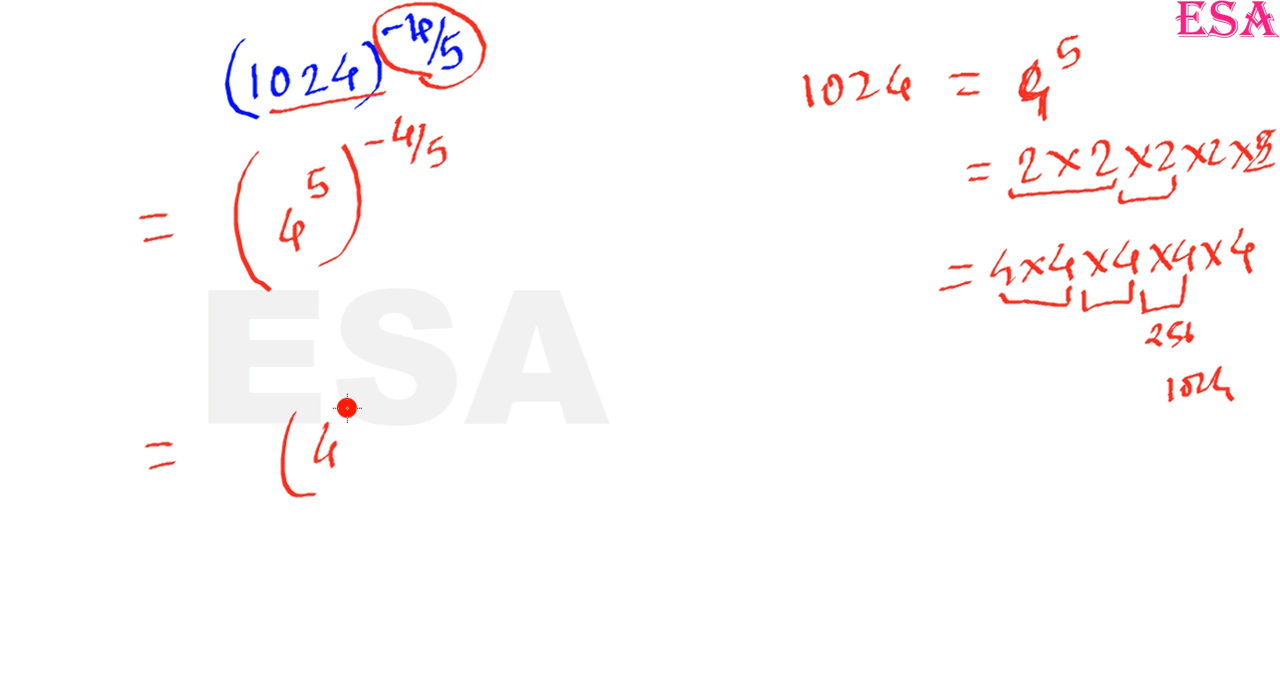 ESA
(1024)^-4/5
1024 = 4^5
= (4^5)^-4/5
= 2×2×2×2×2
= 4×4×4×4×4
256
1024
ESA
= (4